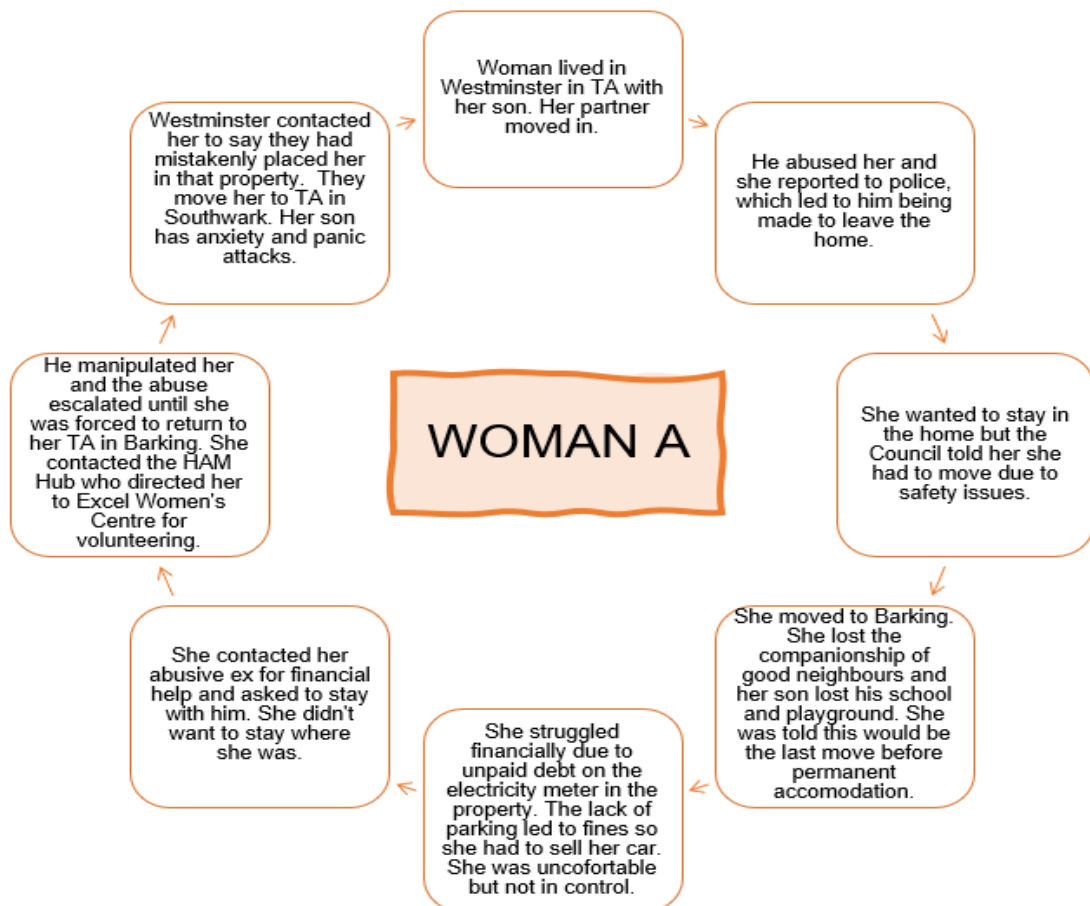 Woman lived in
Westminster in TA with
her son. Her partner
moved in.
He abused her and
she reported to police,
which led to him being
made to leave the
home.
She wanted to stay in
the home but the
Council told her she
had to move due to
safety issues.
She moved to Barking.
She lost the
companionship of
good neighbours and
her son lost his school
and playground. She
was told this would be
the last move before
permanent
accomodation.
She struggled
financially due to
unpaid debt on the
electricity meter in the
property. The lack of
parking led to fines so
she had to sell her car.
She was uncofortable
but not in control.
She contacted her
abusive ex for financial
help and asked to stay
with him. She didn't
want to stay where
she was.
He manipulated her
and the abuse
escalated until she
was forced to return to
her TA in Barking. She
contacted the HAM
Hub who directed her
to Excel Women's
Centre for
volunteering.
Westminster contacted
her to say they had
mistakenly placed her
in that property. They
move her to TA in
Southwark. Her son
has anxiety and panic
attacks.
WOMAN A